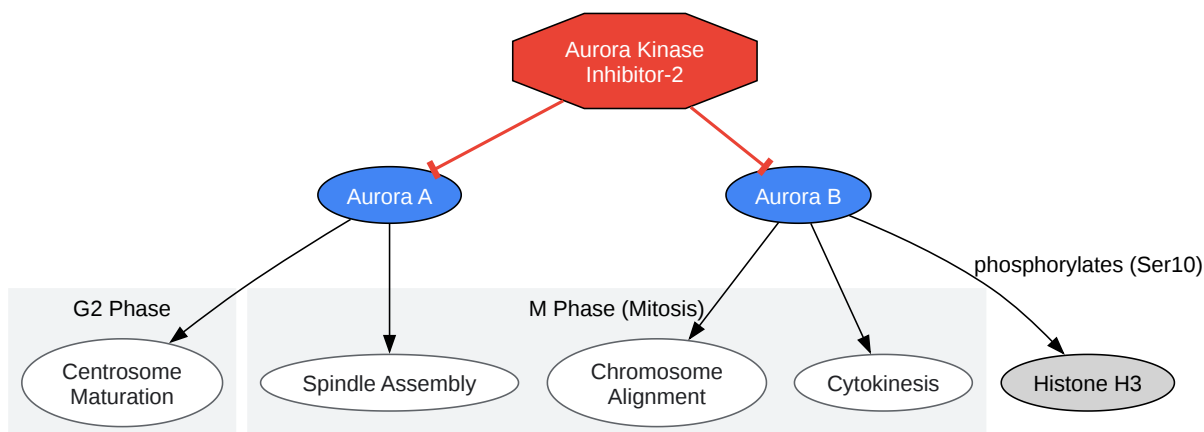 Aurora Kinase
Inhibitor-2
Aurora A
Aurora B
phosphorylates (Ser10)
G2 Phase
M Phase (Mitosis)
Centrosome
Maturation
Spindle Assembly
Chromosome
Alignment
Cytokinesis
Histone H3